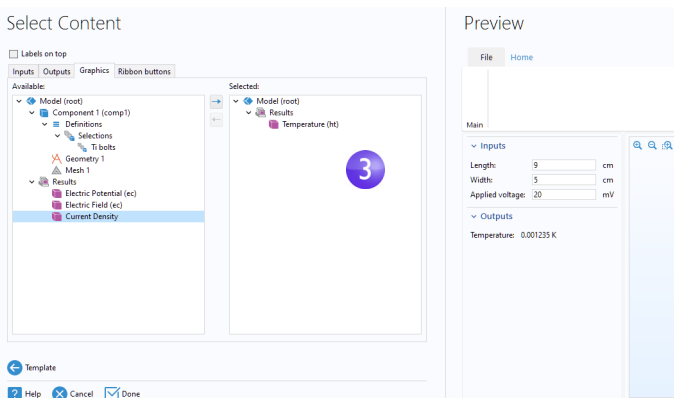 Select Content
Labels on top
Inputs Outputs Graphics Ribbon buttons
Available:
Model (root)
Component 1 (comp1)
Definitions
Selections
Ti bolts
Geometry 1
Mesh 1
Results
Electric Potential (ec)
Electric Field (ec)
Current Density
Selected:
Model (root)
Results
Temperature (ht)
3
Template
? Help Cancel Done
Preview
File Home
Main
Inputs
Length: 9 cm
Width: 5 cm
Applied voltage: 20 mV
Outputs
Temperature: 0.001235 K